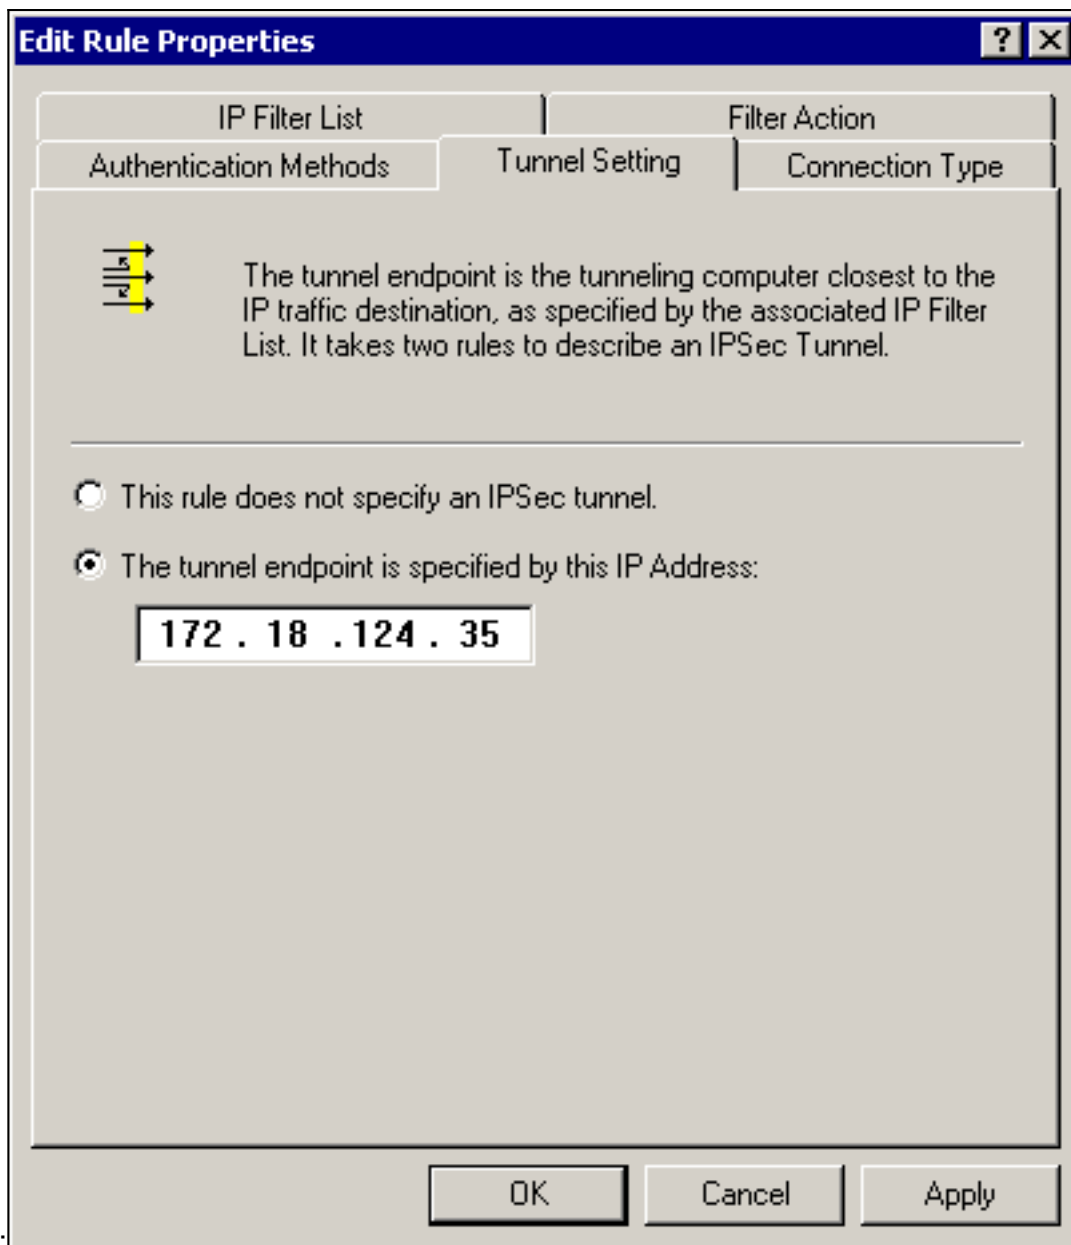 Edit Rule Properties
IP Filter List
Filter Action
Authentication Methods
Tunnel Setting
Connection Type
The tunnel endpoint is the tunneling computer closest to the
IP traffic destination, as specified by the associated IP Filter
List. It takes two rules to describe an IPSec Tunnel.
This rule does not specify an IPSec tunnel.
The tunnel endpoint is specified by this IP Address:
172 . 18 .124 . 35
OK
Cancel
Apply
.